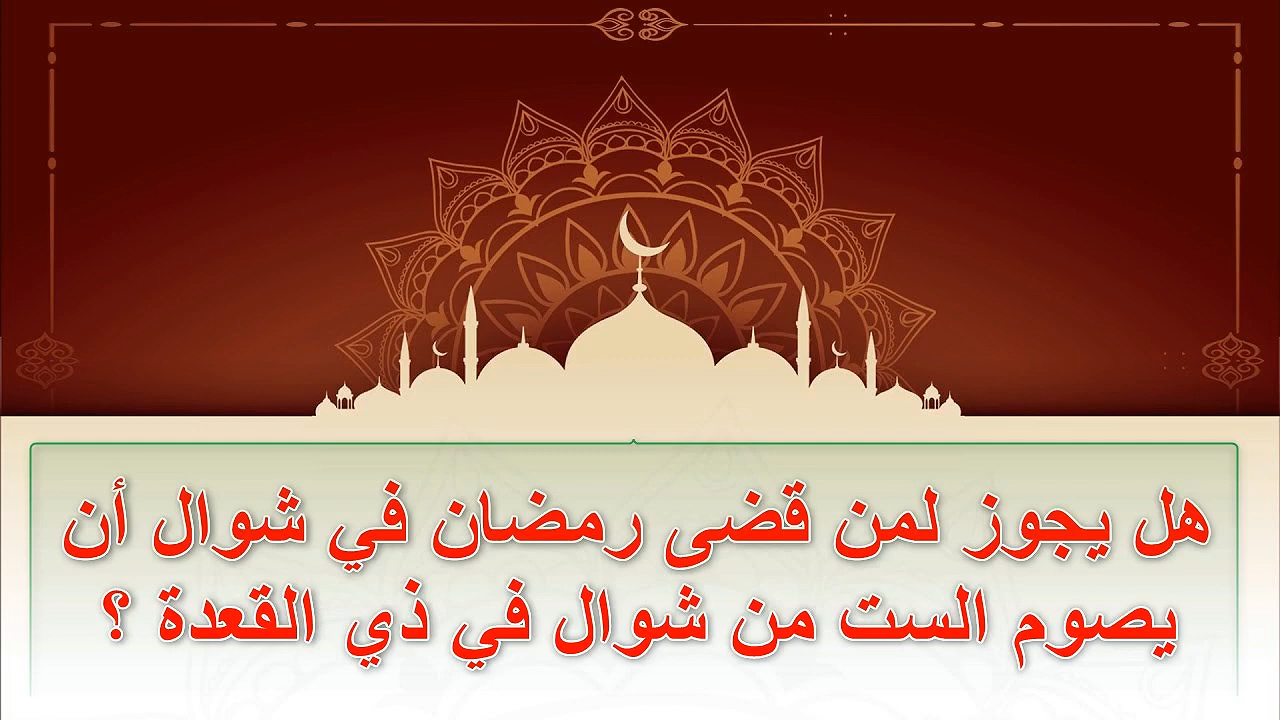 هل يجوز لمن قضى رمضان في شوال أن
يصوم الست من شوال في ذي القعدة ؟